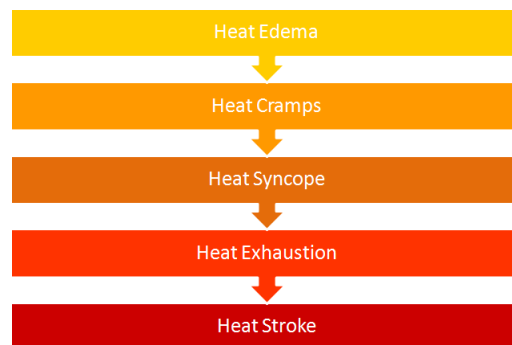 Heat Edema
Heat Cramps
Heat Syncope
Heat Exhaustion
Heat Stroke